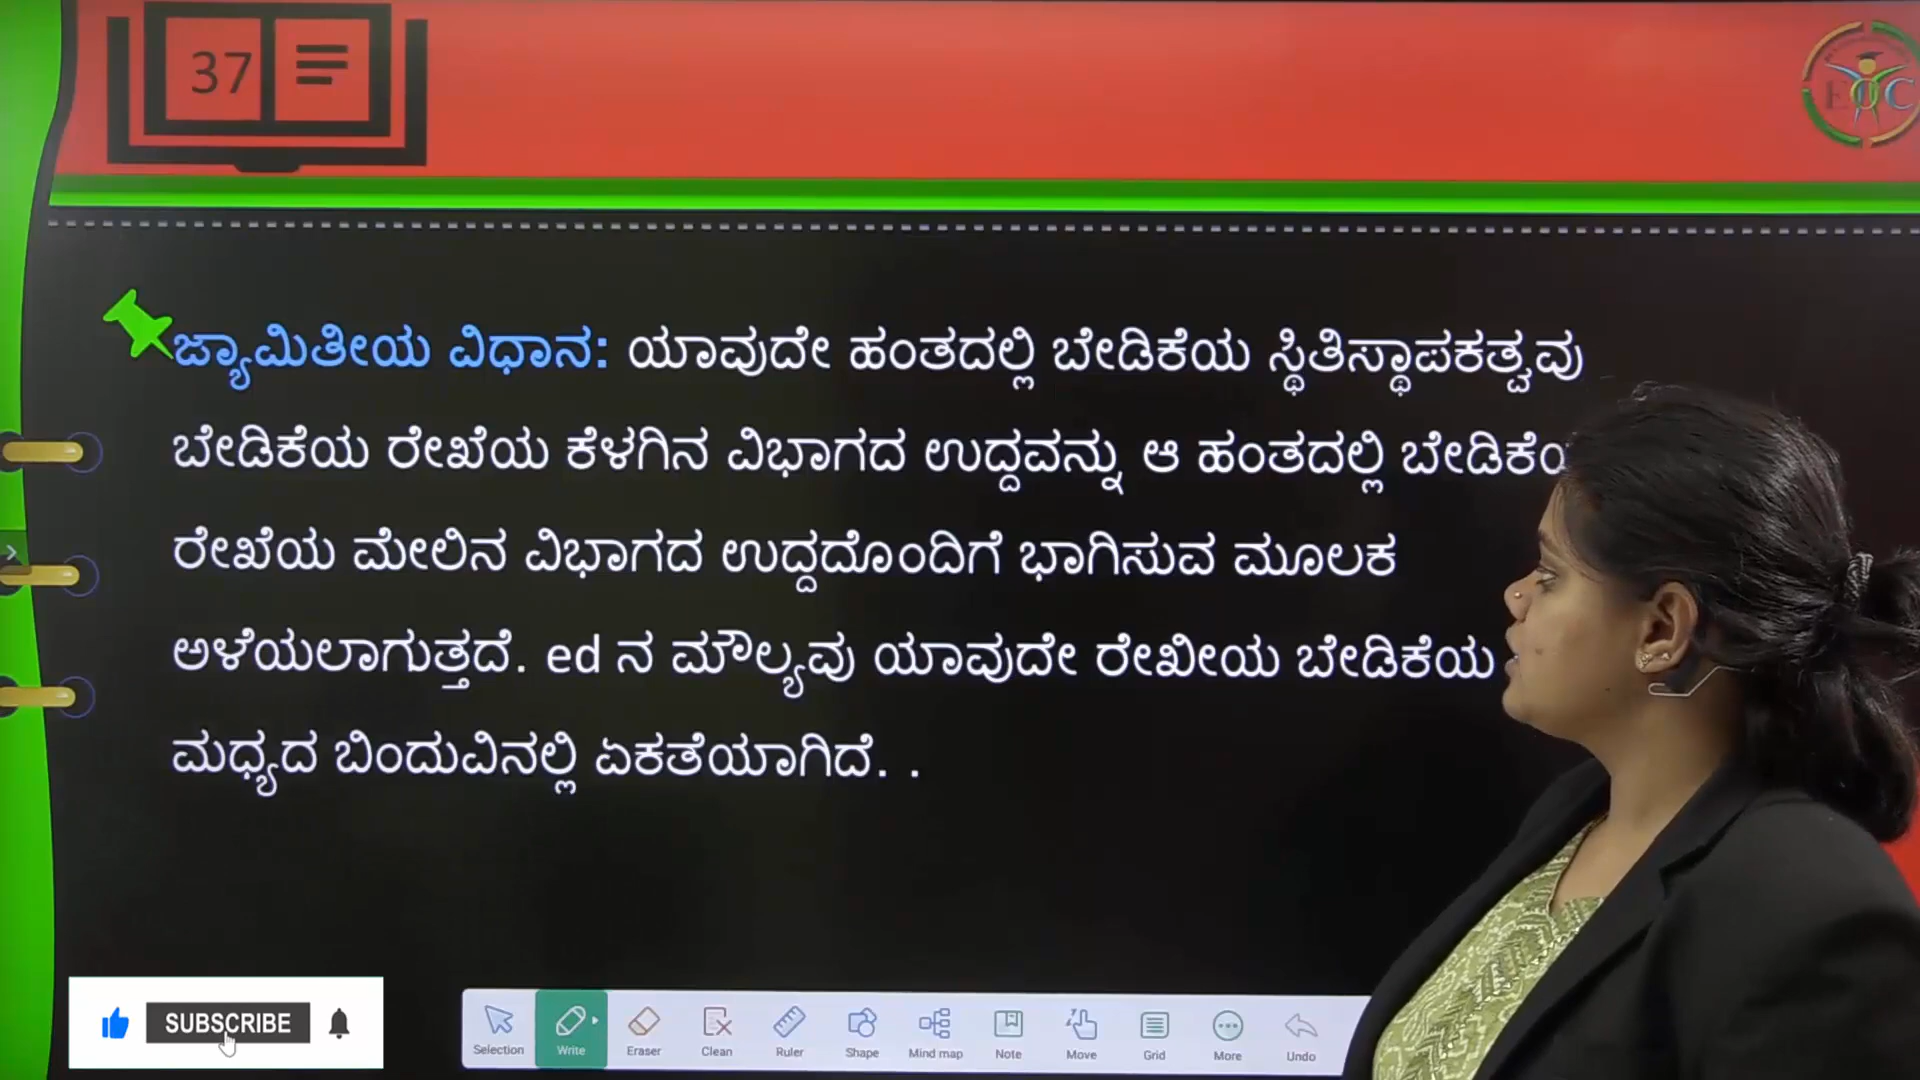 37
EUC
ಜ್ಯಾಮಿತೀಯ ವಿಧಾನ: ಯಾವುದೇ ಹಂತದಲ್ಲಿ ಬೇಡಿಕೆಯ ಸ್ಥಿತಿಸ್ಥಾಪಕತ್ವವು
ಬೇಡಿಕೆಯ ರೇಖೆಯ ಕೆಳಗಿನ ವಿಭಾಗದ ಉದ್ದವನ್ನು ಆ ಹಂತದಲ್ಲಿ
ರೇಖೆಯ ಮೇಲಿನ ವಿಭಾಗದ ಉದ್ದದೊಂದಿಗೆ ಭಾಗಿಸುವ ಮೂಲಕ
ಅಳೆಯಲಾಗುತ್ತದೆ. ed ನ ಮೌಲ್ಯವು ಯಾವುದೇ ರೇಖೀಯ ಬೇಡಿಕೆಯ
ಮಧ್ಯದ ಬಿಂದುವಿನಲ್ಲಿ ಏಕತೆಯಾಗಿದೆ. .
SUBSCRIBE
Selection Write Eraser Clean Ruler Shape Mind map Note Move Grid More Undo